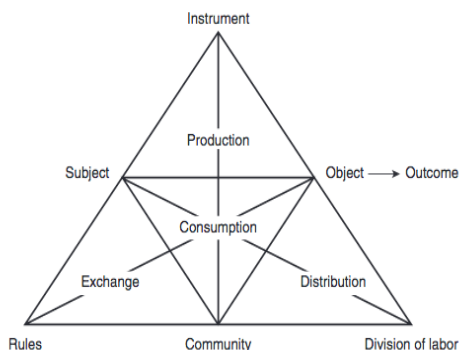 Instrument
Production
Subject
Object
Outcome
Consumption
Exchange
Distribution
Rules
Community
Division of labor